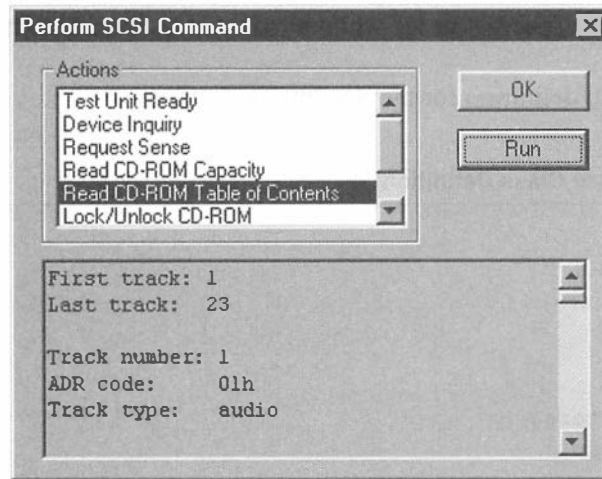 Perform SCSI Command
Actions
Test Unit Ready
Device Inquiry
Request Sense
Read CD-ROM Capacity
Read CD-ROM Table of Contents
Lock/Unlock CD-ROM
OK
Run
First track: 1
Last track: 23
Track number: 1
ADR code: 01h
Track type: audio